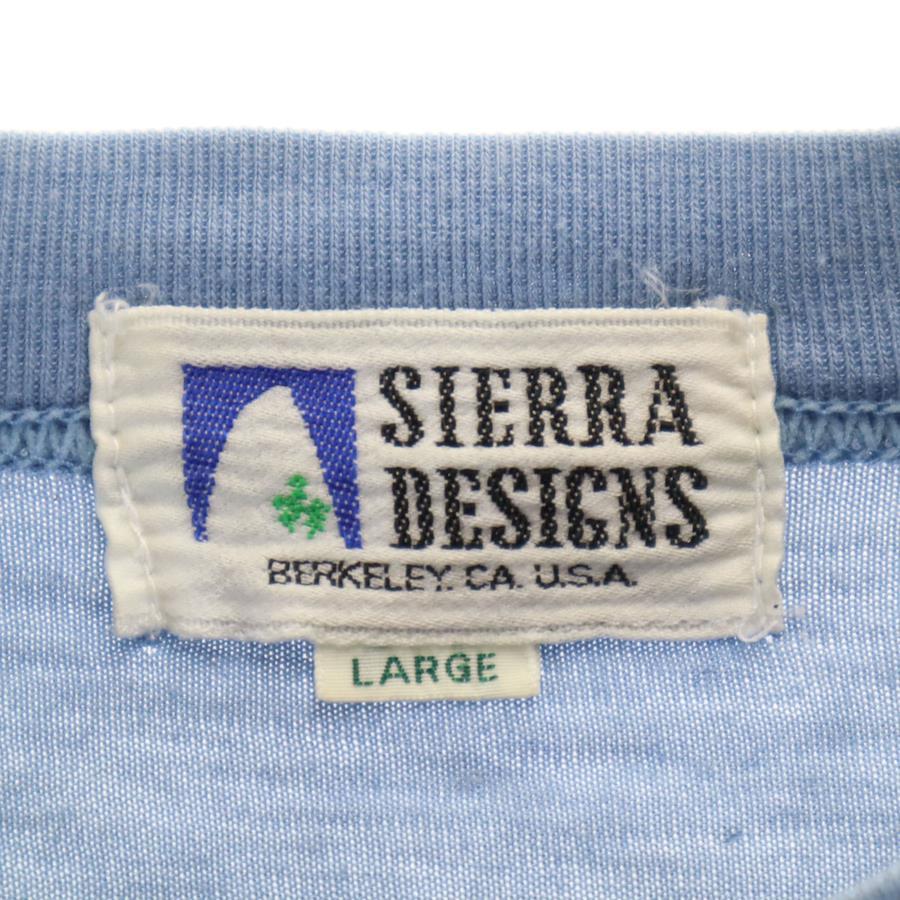 SIERRA
DESIGNS
BERKELEY. CA. U.S.A.
LARGE